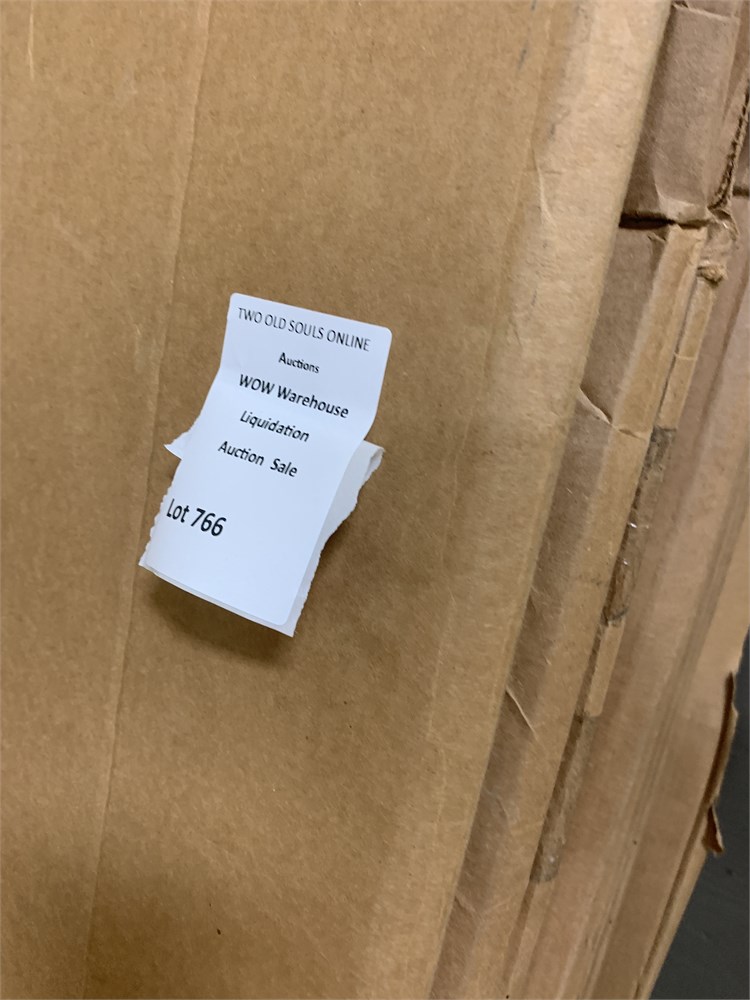 TWO OLD SOULS ONLINE
Auctions
WOW Warehouse
Liquidation
Auction Sale
Lot 766